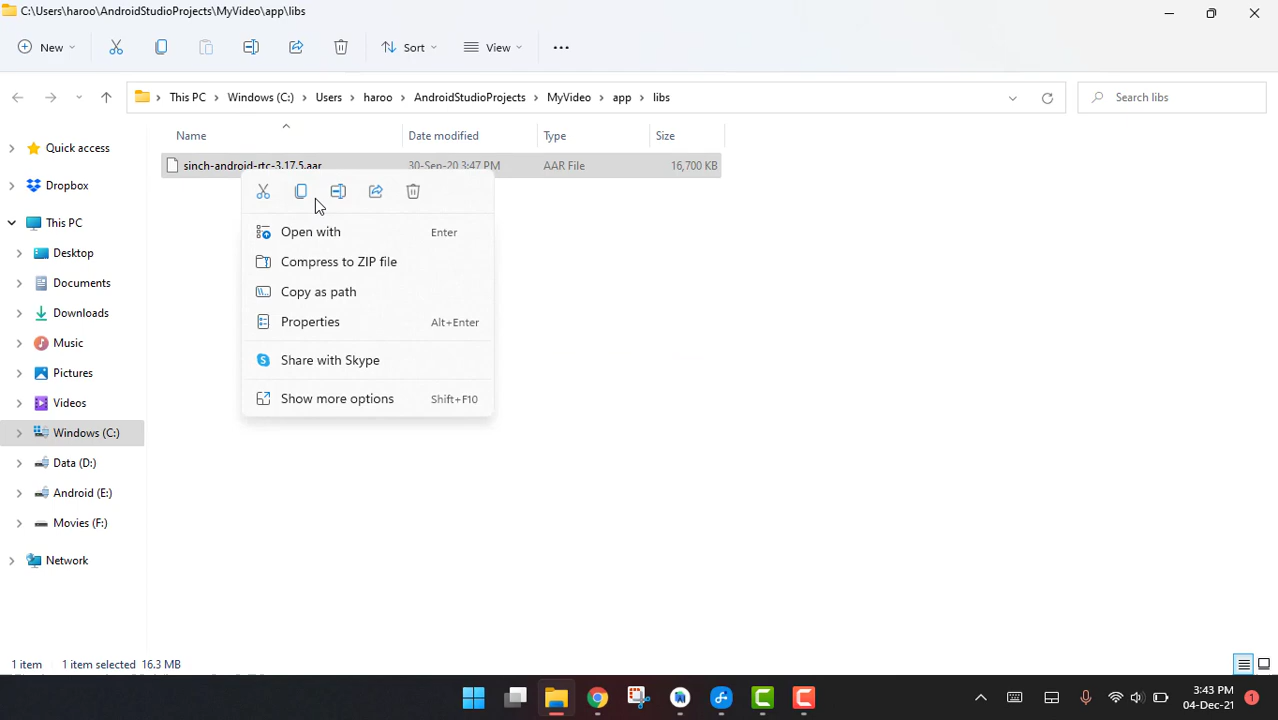 C:\Users\haroo\AndroidStudioProjects\MyVideo\app\libs
New Sort View
This PC Windows (C:) Users haroo AndroidStudioProjects MyVideo app libs Search libs
Name Date modified Type Size
Quick access
sinch-android-rtc-3.17.5.aar 30-Sep-20 3:47 PM AAR File 16,700 KB
Dropbox
This PC
Desktop
Documents
Downloads
Music
Pictures
Videos
Windows (C:)
Data (D:)
Android (E:)
Movies (F:)
Network
Open with Enter
Compress to ZIP file
Copy as path
Properties Alt+Enter
Share with Skype
Show more options Shift+F10
1 item 1 item selected 16.3 MB
3:43 PM
04-Dec-21
1